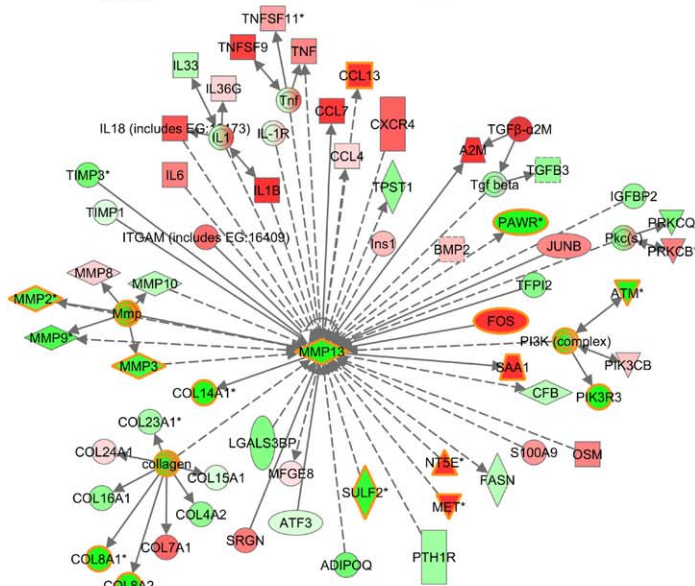 TNFSF11*
TNFSF9
TNF
IL33
CCL13
IL36G
Tnf
CCL7
CXCR4
IL18 (includes EG:16173)
IL1
IL-1R
TGFβ-α2M
A2M
CCL4
TIMP3*
IL6
IL1B
TPST1
Tgf beta
TGFB3
IGFBP2
TIMP1
PAWR*
PRKCQ
ITGAM (includes EG:16409)
Ins1
BMP2
JUNB
Pkc(s)
PRKCB*
MMP8
MMP10
TFPI2
ATM*
MMP2*
Mmp
FOS
MMP9*
MMP13
PI3K (complex)
MMP3
SAA1
PIK3CB
COL14A1*
CFB
PIK3R3
COL23A1*
COL24A1
LGALS3BP
S100A9
OSM
collagen
COL15A1
MFGE8
NT5E*
FASN
COL16A1
SULF2*
COL4A2
MET*
ATF3
COL7A1
SRGN
COL8A1*
ADIPOQ
PTH1R
COL8A2